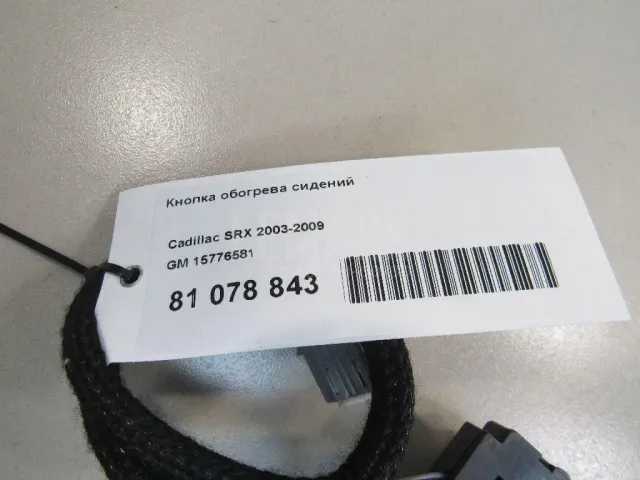 Кнопка обогрева сидений
Cadillac SRX 2003-2009
GM 15776581
81 078 843